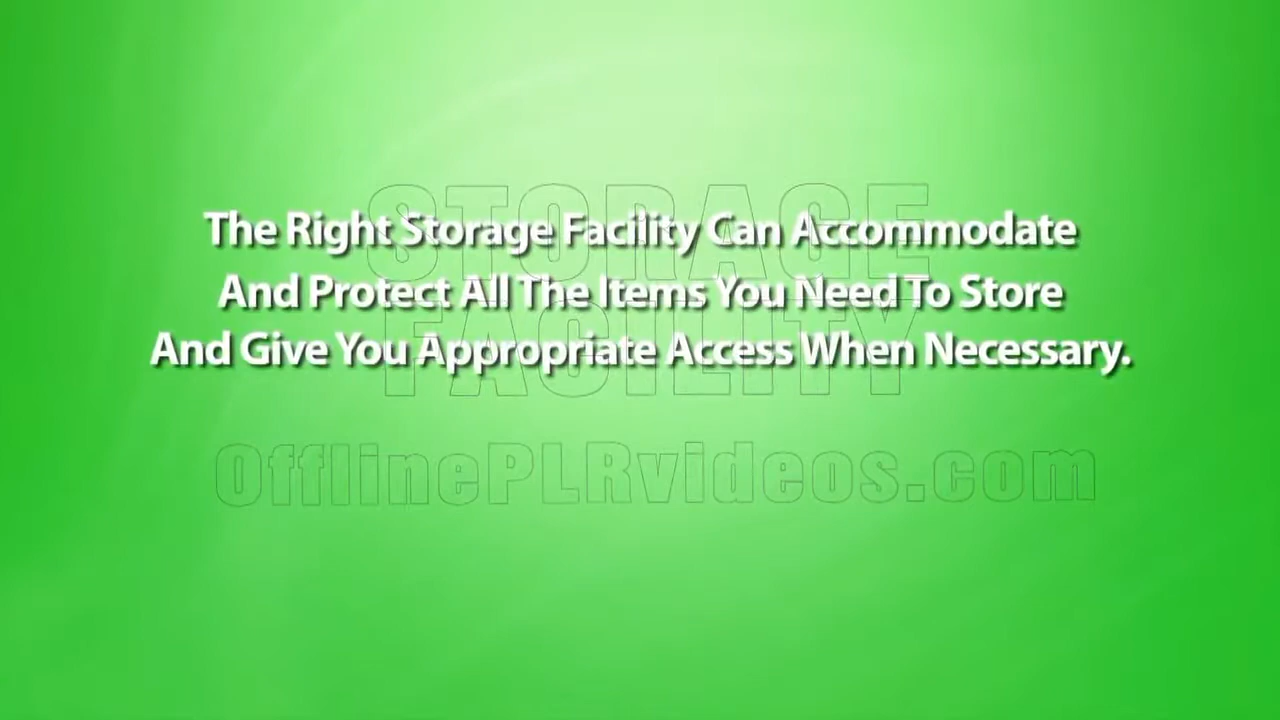 The Right Storage Facility Can Accommodate
And Protect All The Items You Need To Store
And Give You Appropriate Access When Necessary.
STORAGE
FACILITY
OfflinePLRvideos.com